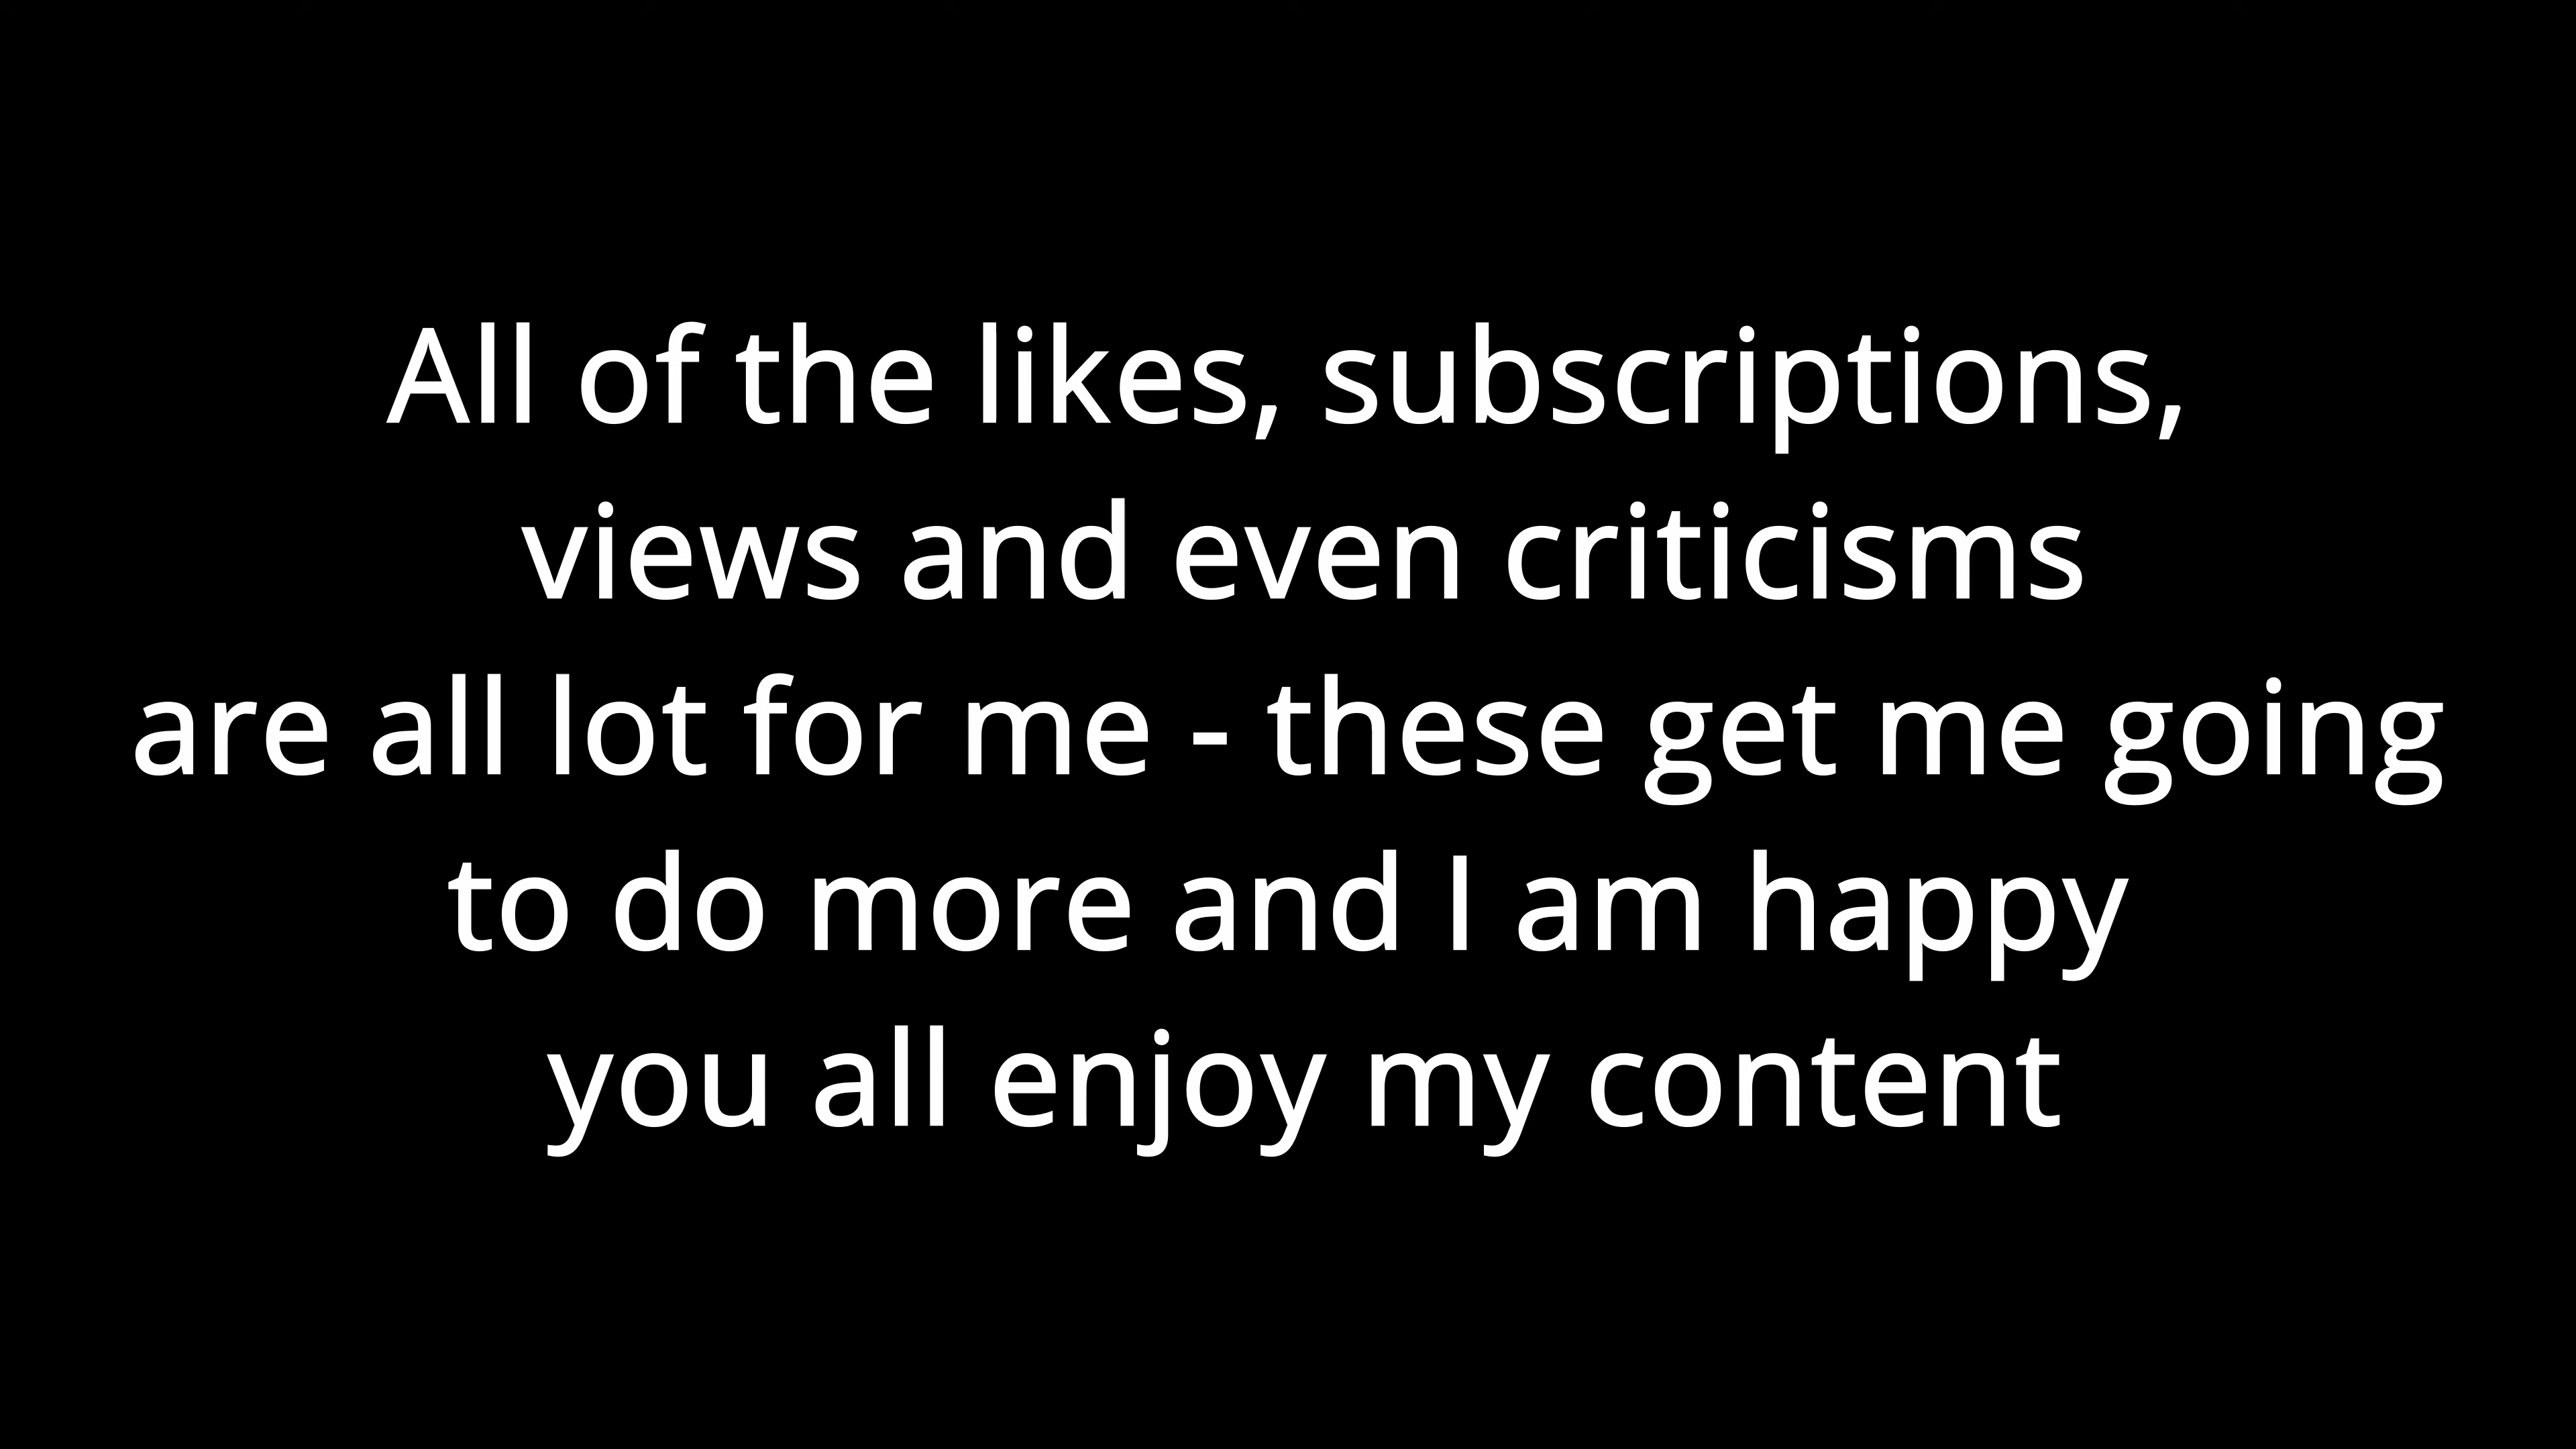 All of the likes, subscriptions,
views and even criticisms
are all lot for me - these get me going
to do more and I am happy
you all enjoy my content